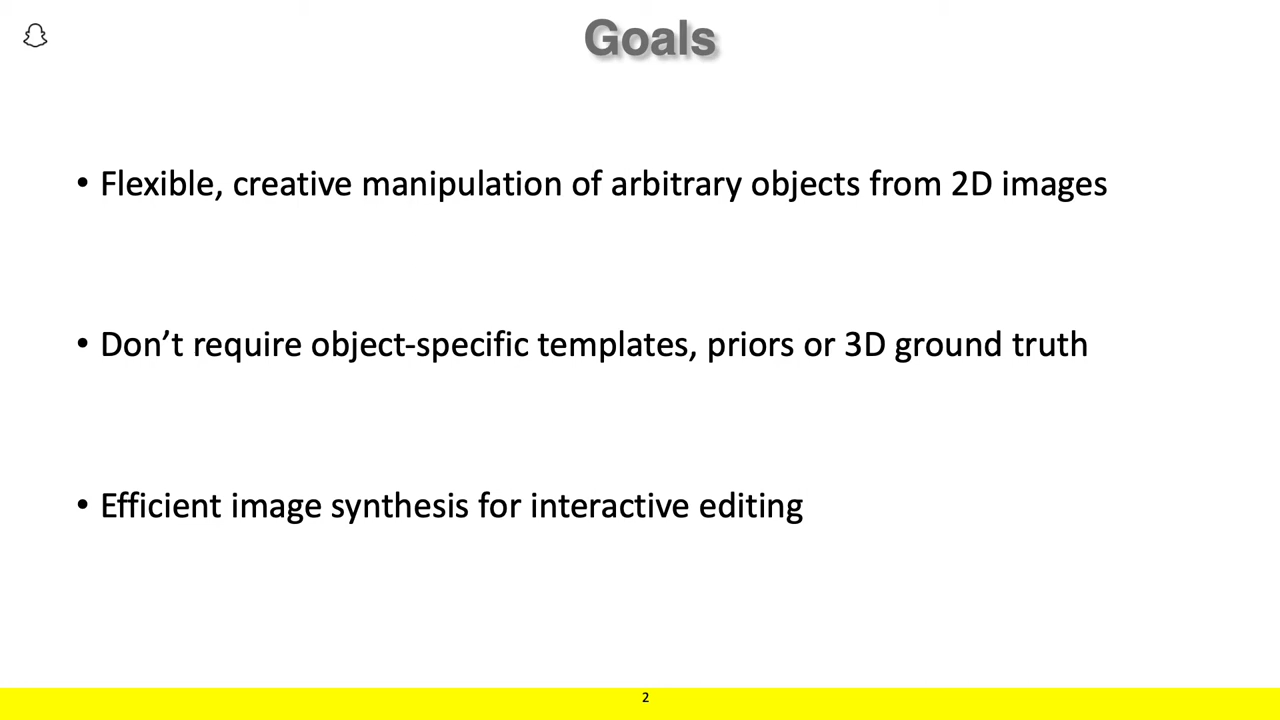 Goals
• Flexible, creative manipulation of arbitrary objects from 2D images
• Don’t require object-specific templates, priors or 3D ground truth
• Efficient image synthesis for interactive editing
2